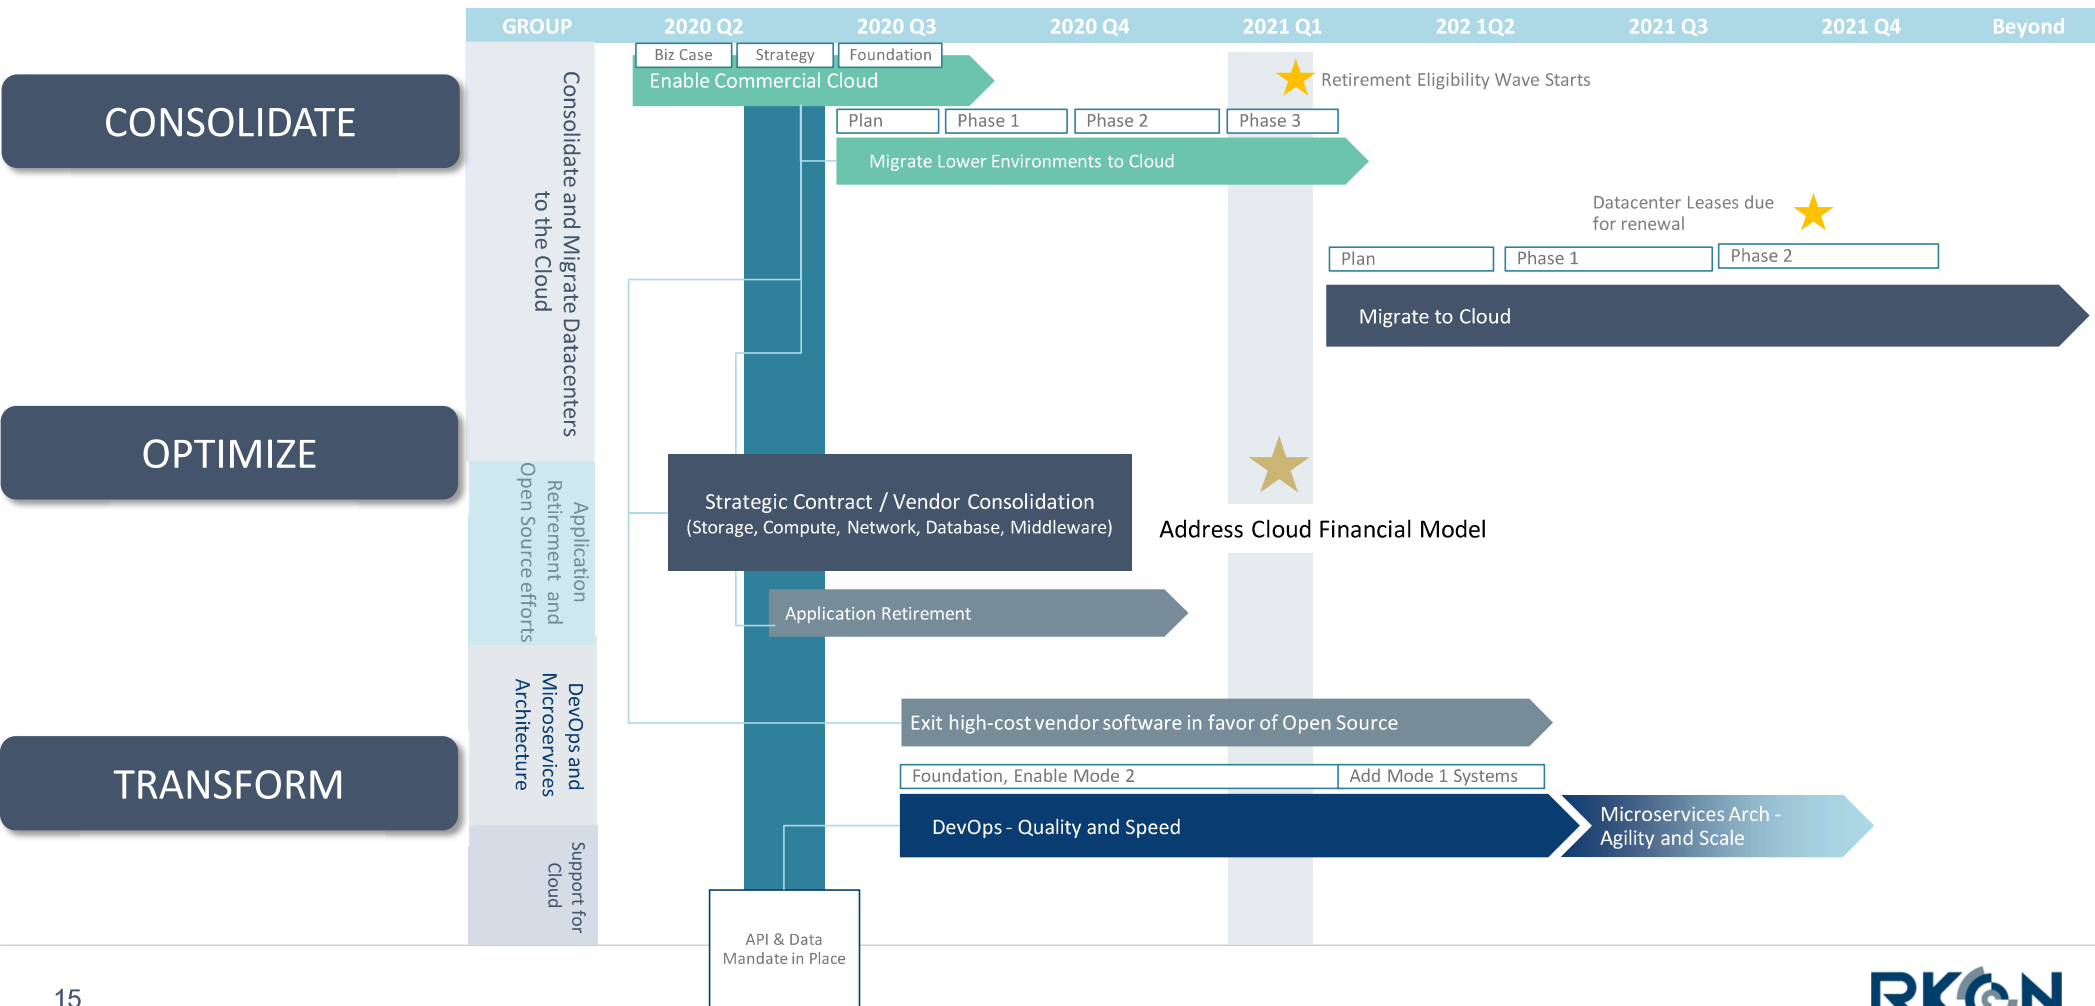 GROUP 2020 Q2 2020 Q3 2020 Q4 2021 Q1 202 1Q2 2021 Q3 2021 Q4 Beyond
Biz Case Strategy Foundation
Enable Commercial Cloud
Retirement Eligibility Wave Starts
CONSOLIDATE
Consolidate and Migrate Datacenters
to the Cloud
Plan Phase 1 Phase 2 Phase 3
Migrate Lower Environments to Cloud
Datacenter Leases due
for renewal
Plan Phase 1 Phase 2
Migrate to Cloud
OPTIMIZE
Application
Retirement and
Open Source efforts
Strategic Contract / Vendor Consolidation
(Storage, Compute, Network, Database, Middleware)
Address Cloud Financial Model
Application Retirement
TRANSFORM
DevOps and
Microservices
Architecture
Exit high-cost vendor software in favor of Open Source
Foundation, Enable Mode 2 Add Mode 1 Systems
DevOps - Quality and Speed
Microservices Arch -
Agility and Scale
Support for
Cloud
API & Data
Mandate in Place
15
RKON